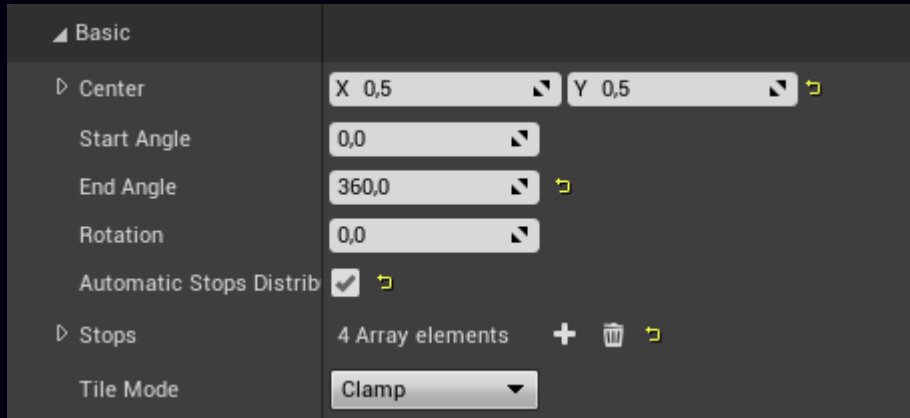 Basic
Center X 0,5 Y 0,5
Start Angle 0,0
End Angle 360,0
Rotation 0,0
Automatic Stops Distrib
Stops 4 Array elements
Tile Mode Clamp